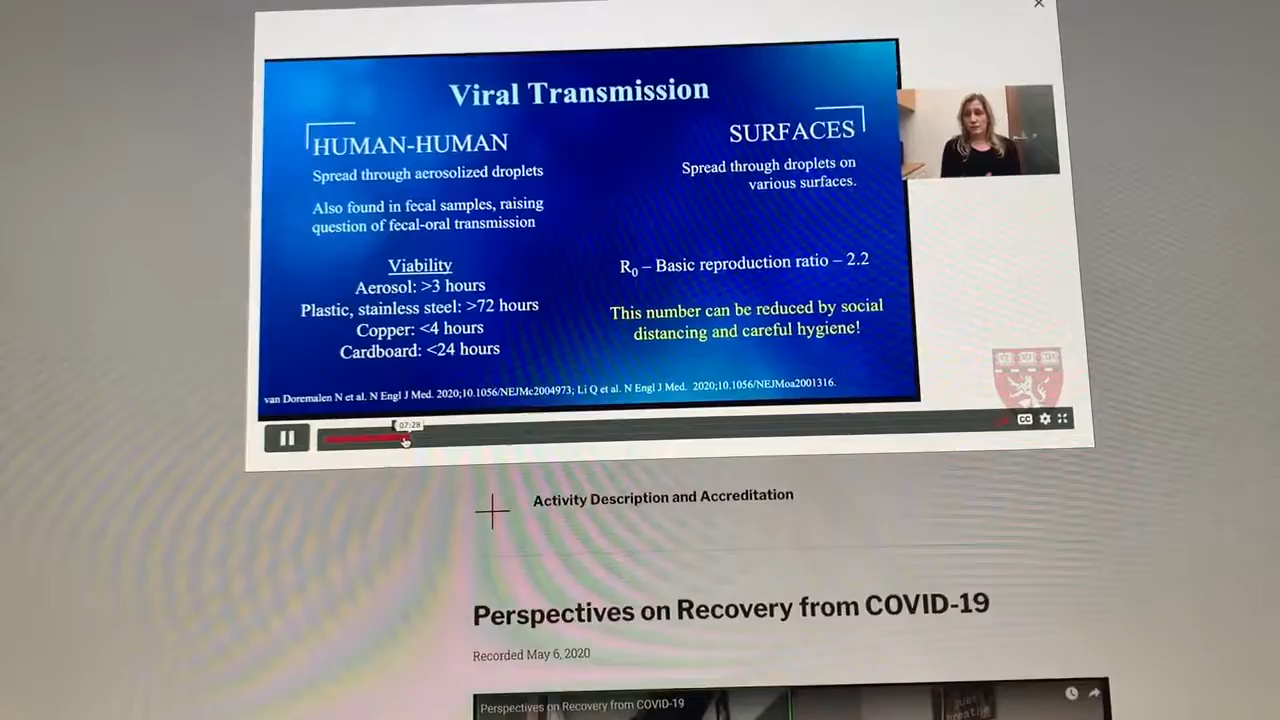 Viral Transmission
HUMAN-HUMAN
Spread through aerosolized droplets
Also found in fecal samples, raising
question of fecal-oral transmission
Viability
Aerosol: >3 hours
Plastic, stainless steel: >72 hours
Copper: <4 hours
Cardboard: <24 hours
SURFACES
Spread through droplets on
various surfaces.
R0 – Basic reproduction ratio – 2.2
This number can be reduced by social
distancing and careful hygiene!
van Doremalen N et al. N Engl J Med. 2020;10.1056/NEJMc2004973; Li Q et al. N Engl J Med. 2020;10.1056/NEJMoa2001316.
07:28
CC
Activity Description and Accreditation
Perspectives on Recovery from COVID-19
Recorded May 6, 2020
Perspectives on Recovery from COVID-19
just
breathe